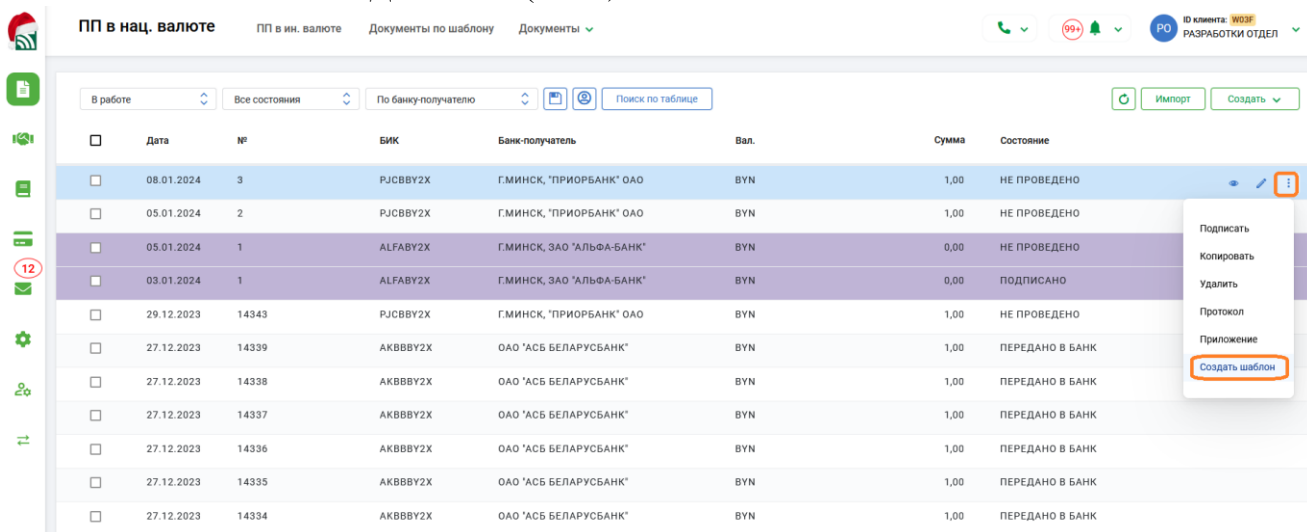 ПП в нац. валюте ПП в ин. валюте Документы по шаблону Документы 99+ РО ID клиента: W03F
РАЗРАБОТКИ ОТДЕЛ
В работе Все состояния По банку-получателю Поиск по таблице Импорт Создать
Дата № БИК Банк-получатель Вал. Сумма Состояние
08.01.2024 3 PJCBBY2X Г.МИНСК, "ПРИОРБАНК" ОАО BYN 1,00 НЕ ПРОВЕДЕНО
05.01.2024 2 PJCBBY2X Г.МИНСК, "ПРИОРБАНК" ОАО BYN 1,00 НЕ ПРОВЕДЕНО
Подписать
05.01.2024 1 ALFABY2X Г.МИНСК, ЗАО "АЛЬФА-БАНК" BYN 0,00 НЕ ПРОВЕДЕНО
Копировать
12
03.01.2024 1 ALFABY2X Г.МИНСК, ЗАО "АЛЬФА-БАНК" BYN 0,00 ПОДПИСАНО
Удалить
29.12.2023 14343 PJCBBY2X Г.МИНСК, "ПРИОРБАНК" ОАО BYN 1,00 НЕ ПРОВЕДЕНО
Протокол
Приложение
27.12.2023 14339 AKBBBY2X ОАО "АСБ БЕЛАРУСБАНК" BYN 1,00 ПЕРЕДАНО В БАНК
Создать шаблон
27.12.2023 14338 AKBBBY2X ОАО "АСБ БЕЛАРУСБАНК" BYN 1,00 ПЕРЕДАНО В БАНК
27.12.2023 14337 AKBBBY2X ОАО "АСБ БЕЛАРУСБАНК" BYN 1,00 ПЕРЕДАНО В БАНК
27.12.2023 14336 AKBBBY2X ОАО "АСБ БЕЛАРУСБАНК" BYN 1,00 ПЕРЕДАНО В БАНК
27.12.2023 14335 AKBBBY2X ОАО "АСБ БЕЛАРУСБАНК" BYN 1,00 ПЕРЕДАНО В БАНК
27.12.2023 14334 AKBBBY2X ОАО "АСБ БЕЛАРУСБАНК" BYN 1,00 ПЕРЕДАНО В БАНК